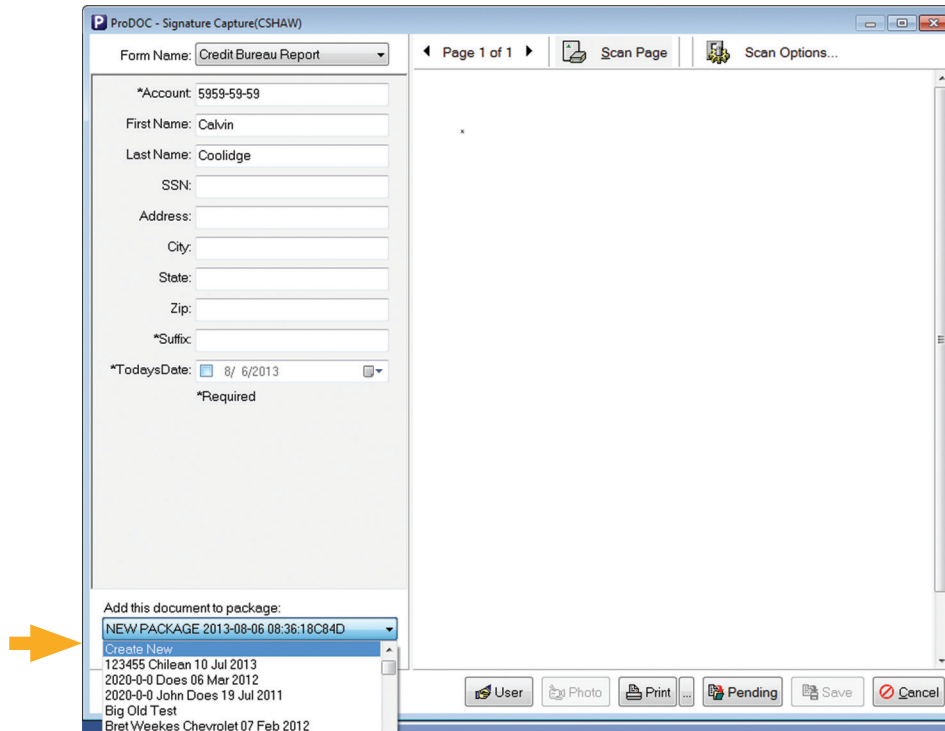 ProDOC - Signature Capture(CSHAW)
Form Name: Credit Bureau Report
Page 1 of 1 Scan Page Scan Options...
*Account: 5959-59-59
First Name: Calvin
Last Name: Coolidge
SSN:
Address:
City:
State:
Zip:
*Suffix:
*TodaysDate: 8/ 6/2013
*Required
Add this document to package:
NEW PACKAGE 2013-08-06 08:36:18C84D
Create New
123455 Chilean 10 Jul 2013
2020-0-0 Does 06 Mar 2012
2020-0-0 John Does 19 Jul 2011
Big Old Test
Bret Weekes Chevrolet 07 Feb 2012
User Photo Print ... Pending Save Cancel